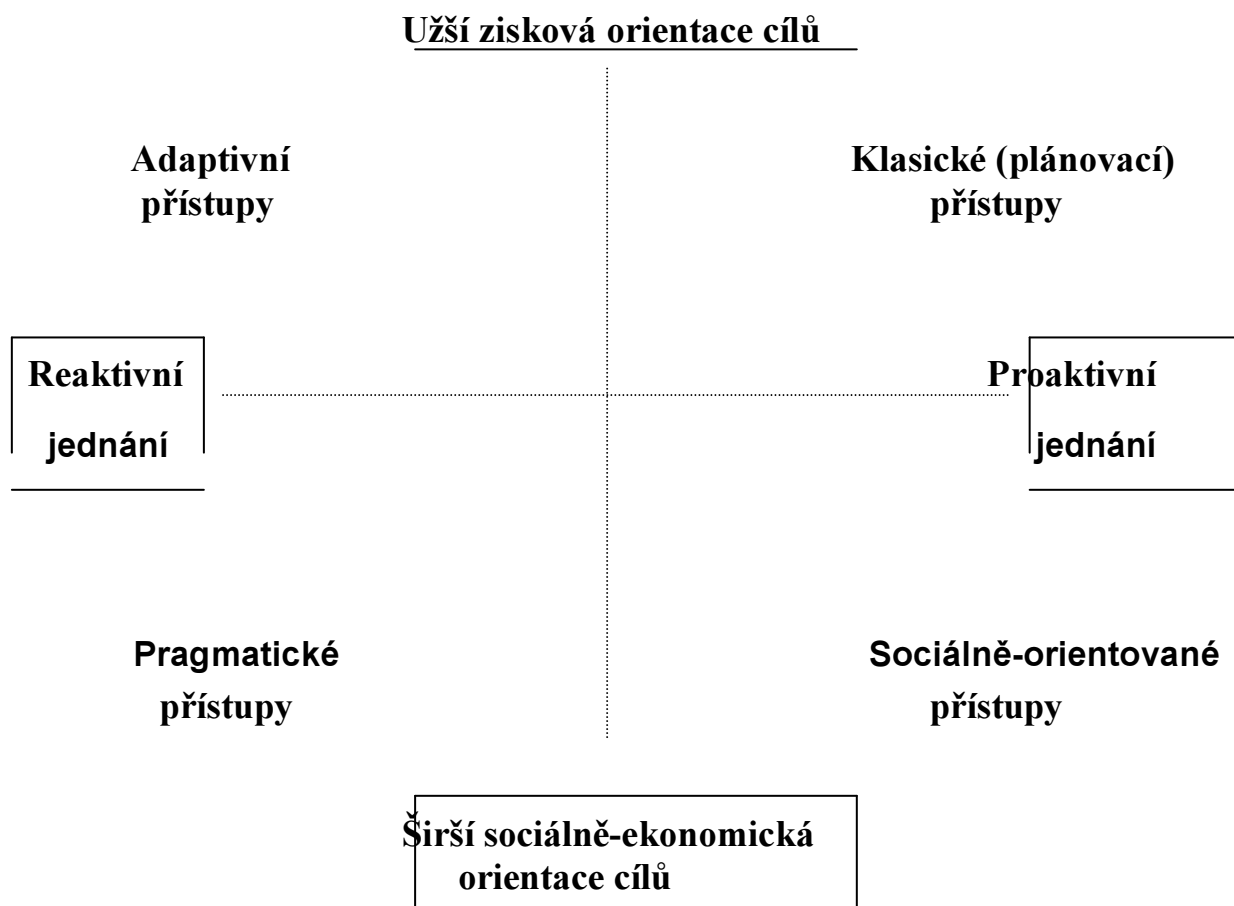 Užší zisková orientace cílů
Adaptivní
přístupy
Klasické (plánovací)
přístupy
Reaktivní
jednání
Proaktivní
jednání
Pragmatické
přístupy
Sociálně-orientované
přístupy
Širší sociálně-ekonomická
orientace cílů